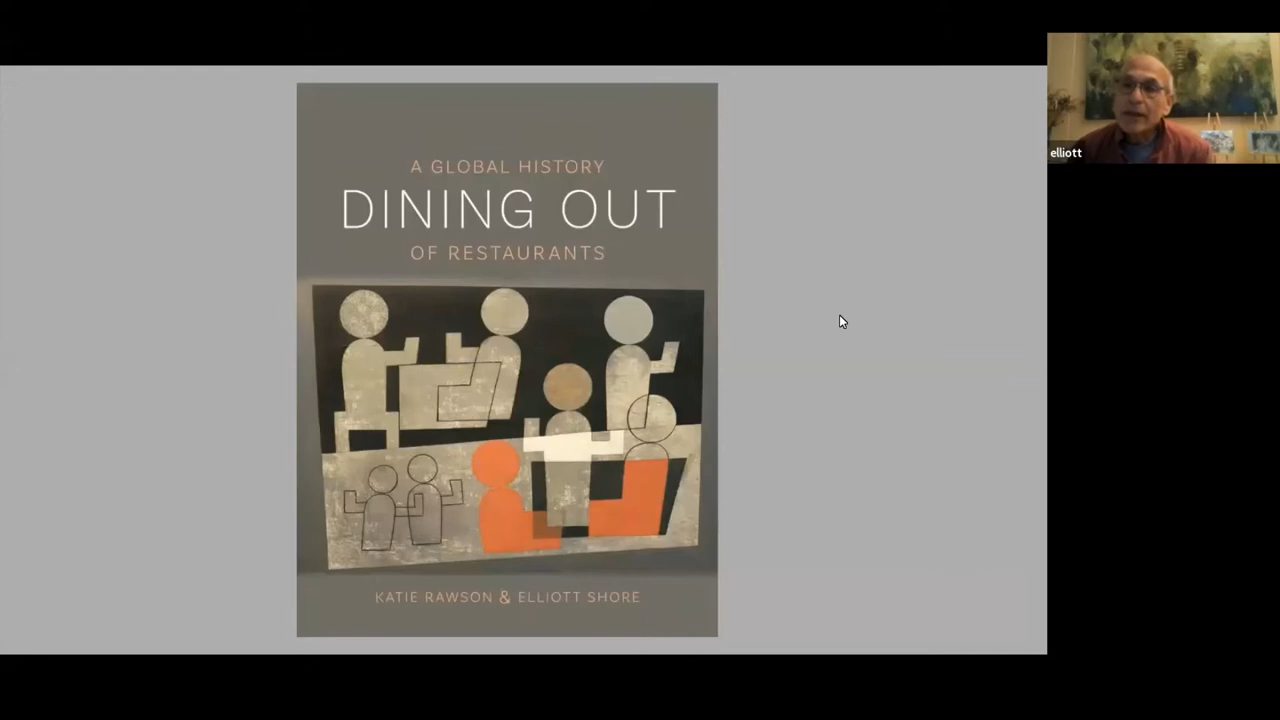 A GLOBAL HISTORY
DINING OUT
OF RESTAURANTS
KATIE RAWSON & ELLIOTT SHORE
elliott